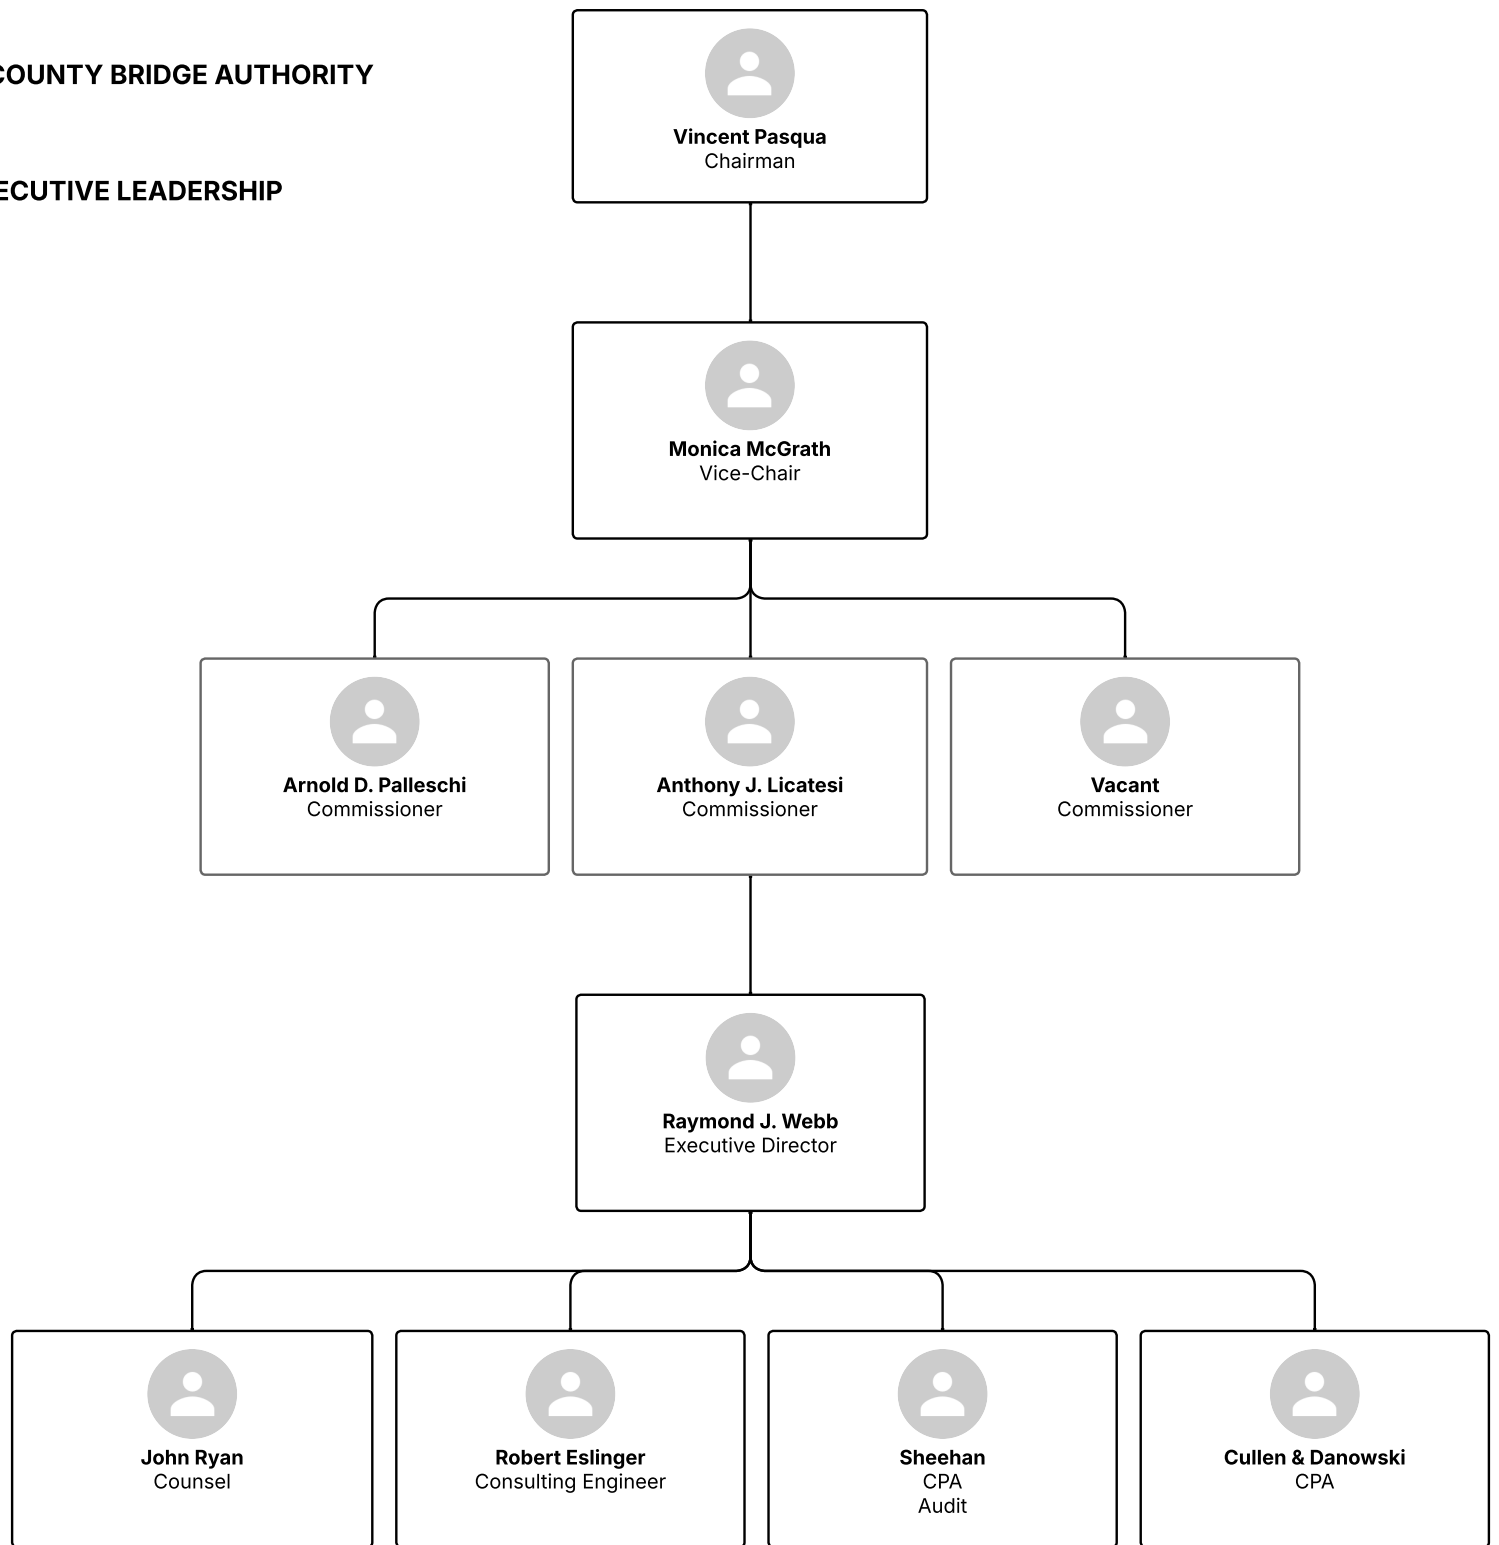 COUNTY BRIDGE AUTHORITY
ECUTIVE LEADERSHIP
Vincent Pasqua
Chairman
Monica McGrath
Vice-Chair
Arnold D. Palleschi
Commissioner
Anthony J. Licatesi
Commissioner
Vacant
Commissioner
Raymond J. Webb
Executive Director
John Ryan
Counsel
Robert Eslinger
Consulting Engineer
Sheehan
CPA
Audit
Cullen & Danowski
CPA